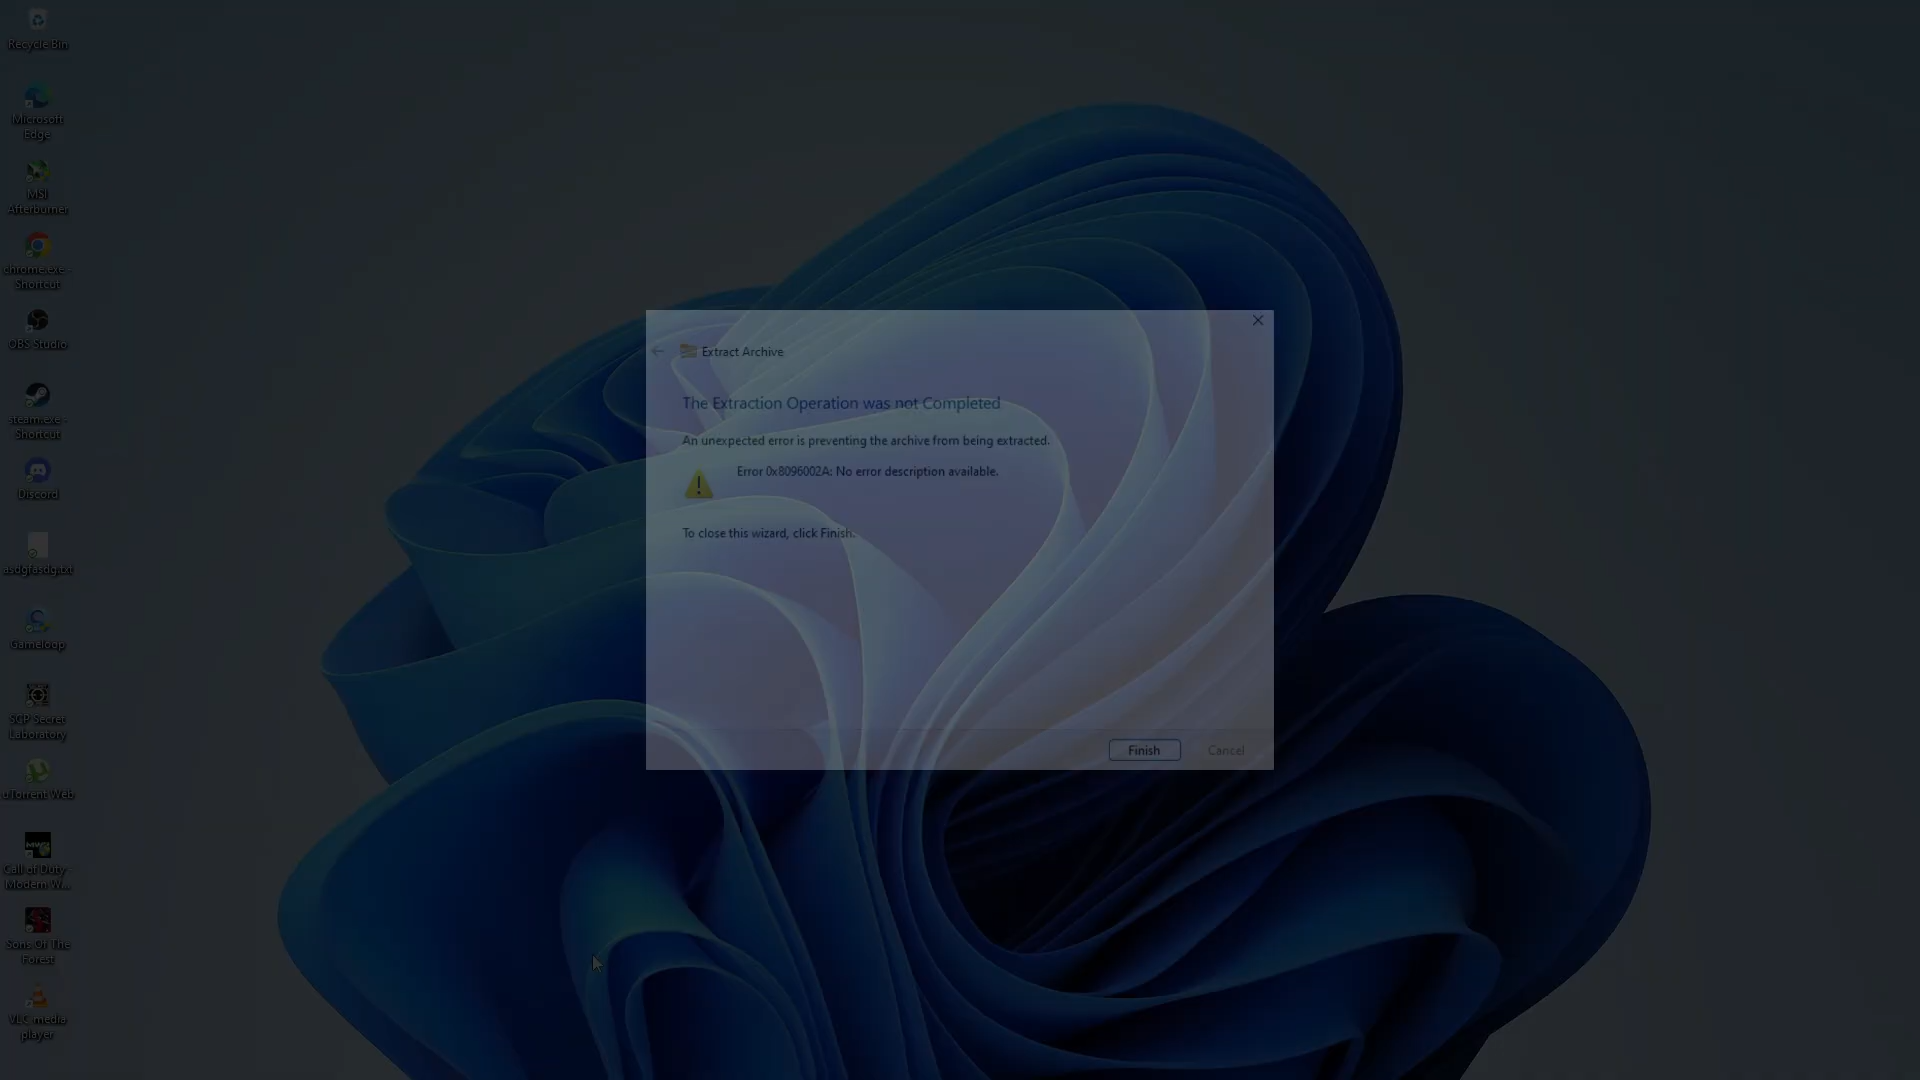 Recycle Bin
Microsoft
Edge
MSI
Afterburner
chrome.exe -
Shortcut
OBS Studio
steam.exe -
Shortcut
Discord
asdgfasdg.txt
Gameloop
SCP Secret
Laboratory
uTorrent Web
Call of Duty -
Modern W...
Sons Of The
Forest
VLC media
player
Extract Archive
The Extraction Operation was not Completed
An unexpected error is preventing the archive from being extracted.
Error 0x8096002A: No error description available.
To close this wizard, click Finish.
Finish
Cancel